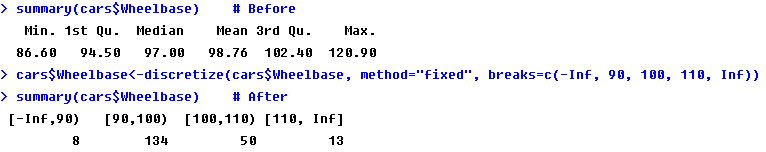 > summary(cars$Wheelbase)    # Before
   Min. 1st Qu.  Median    Mean 3rd Qu.    Max.
  86.60   94.50   97.00   98.76  102.40  120.90
> cars$Wheelbase<-discretize(cars$Wheelbase, method="fixed", breaks=c(-Inf, 90, 100, 110, Inf))
> summary(cars$Wheelbase)    # After
 [-Inf,90)   [90,100)  [100,110) [110, Inf]
         8        134         50         13